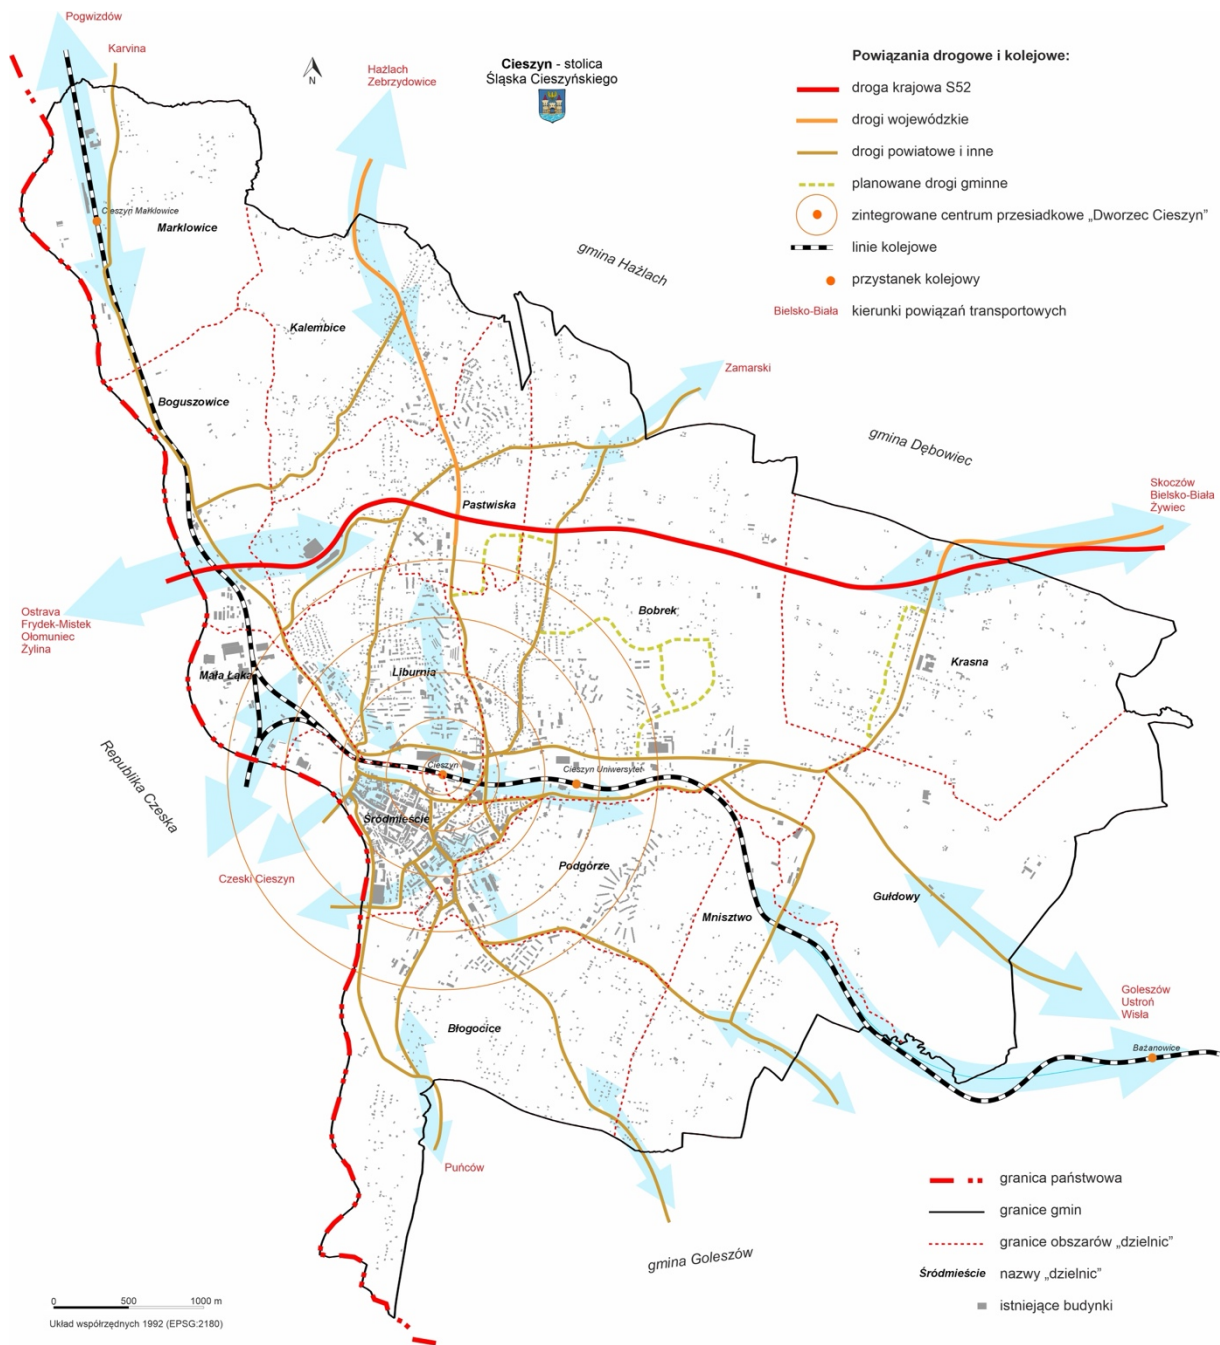 Pogwizdów
Karvina
Hażlach
Zebrzydowice
N
Cieszyn - stolica
Śląska Cieszyńskiego
Powiązania drogowe i kolejowe:
droga krajowa S52
drogi wojewódzkie
drogi powiatowe i inne
planowane drogi gminne
zintegrowane centrum przesiadkowe „Dworzec Cieszyn”
linie kolejowe
przystanek kolejowy
Bielsko-Biała kierunki powiązań transportowych
Cieszyn Marklowice
Marklowice
gmina Hażlach
Kalembice
Zamarski
Boguszowice
gmina Dębowiec
Skoczów
Bielsko-Biała
Żywiec
Pastwiska
Ostrava
Frydek-Mistek
Ołomuniec
Żylina
Bobrek
Krasna
Mała Łąka
Liburnia
Republika Czeska
Cieszyn
Cieszyn Uniwersytet
Śródmieście
Czeski Cieszyn
Podgórze
Mnisztwo
Gułdowy
Goleszów
Ustroń
Wisła
Błogocice
Bażanowice
Puńców
gmina Goleszów
granica państwowa
granice gmin
granice obszarów „dzielnic”
Śródmieście nazwy „dzielnic”
istniejące budynki
0 500 1000 m
Układ współrzędnych 1992 (EPSG:2180)